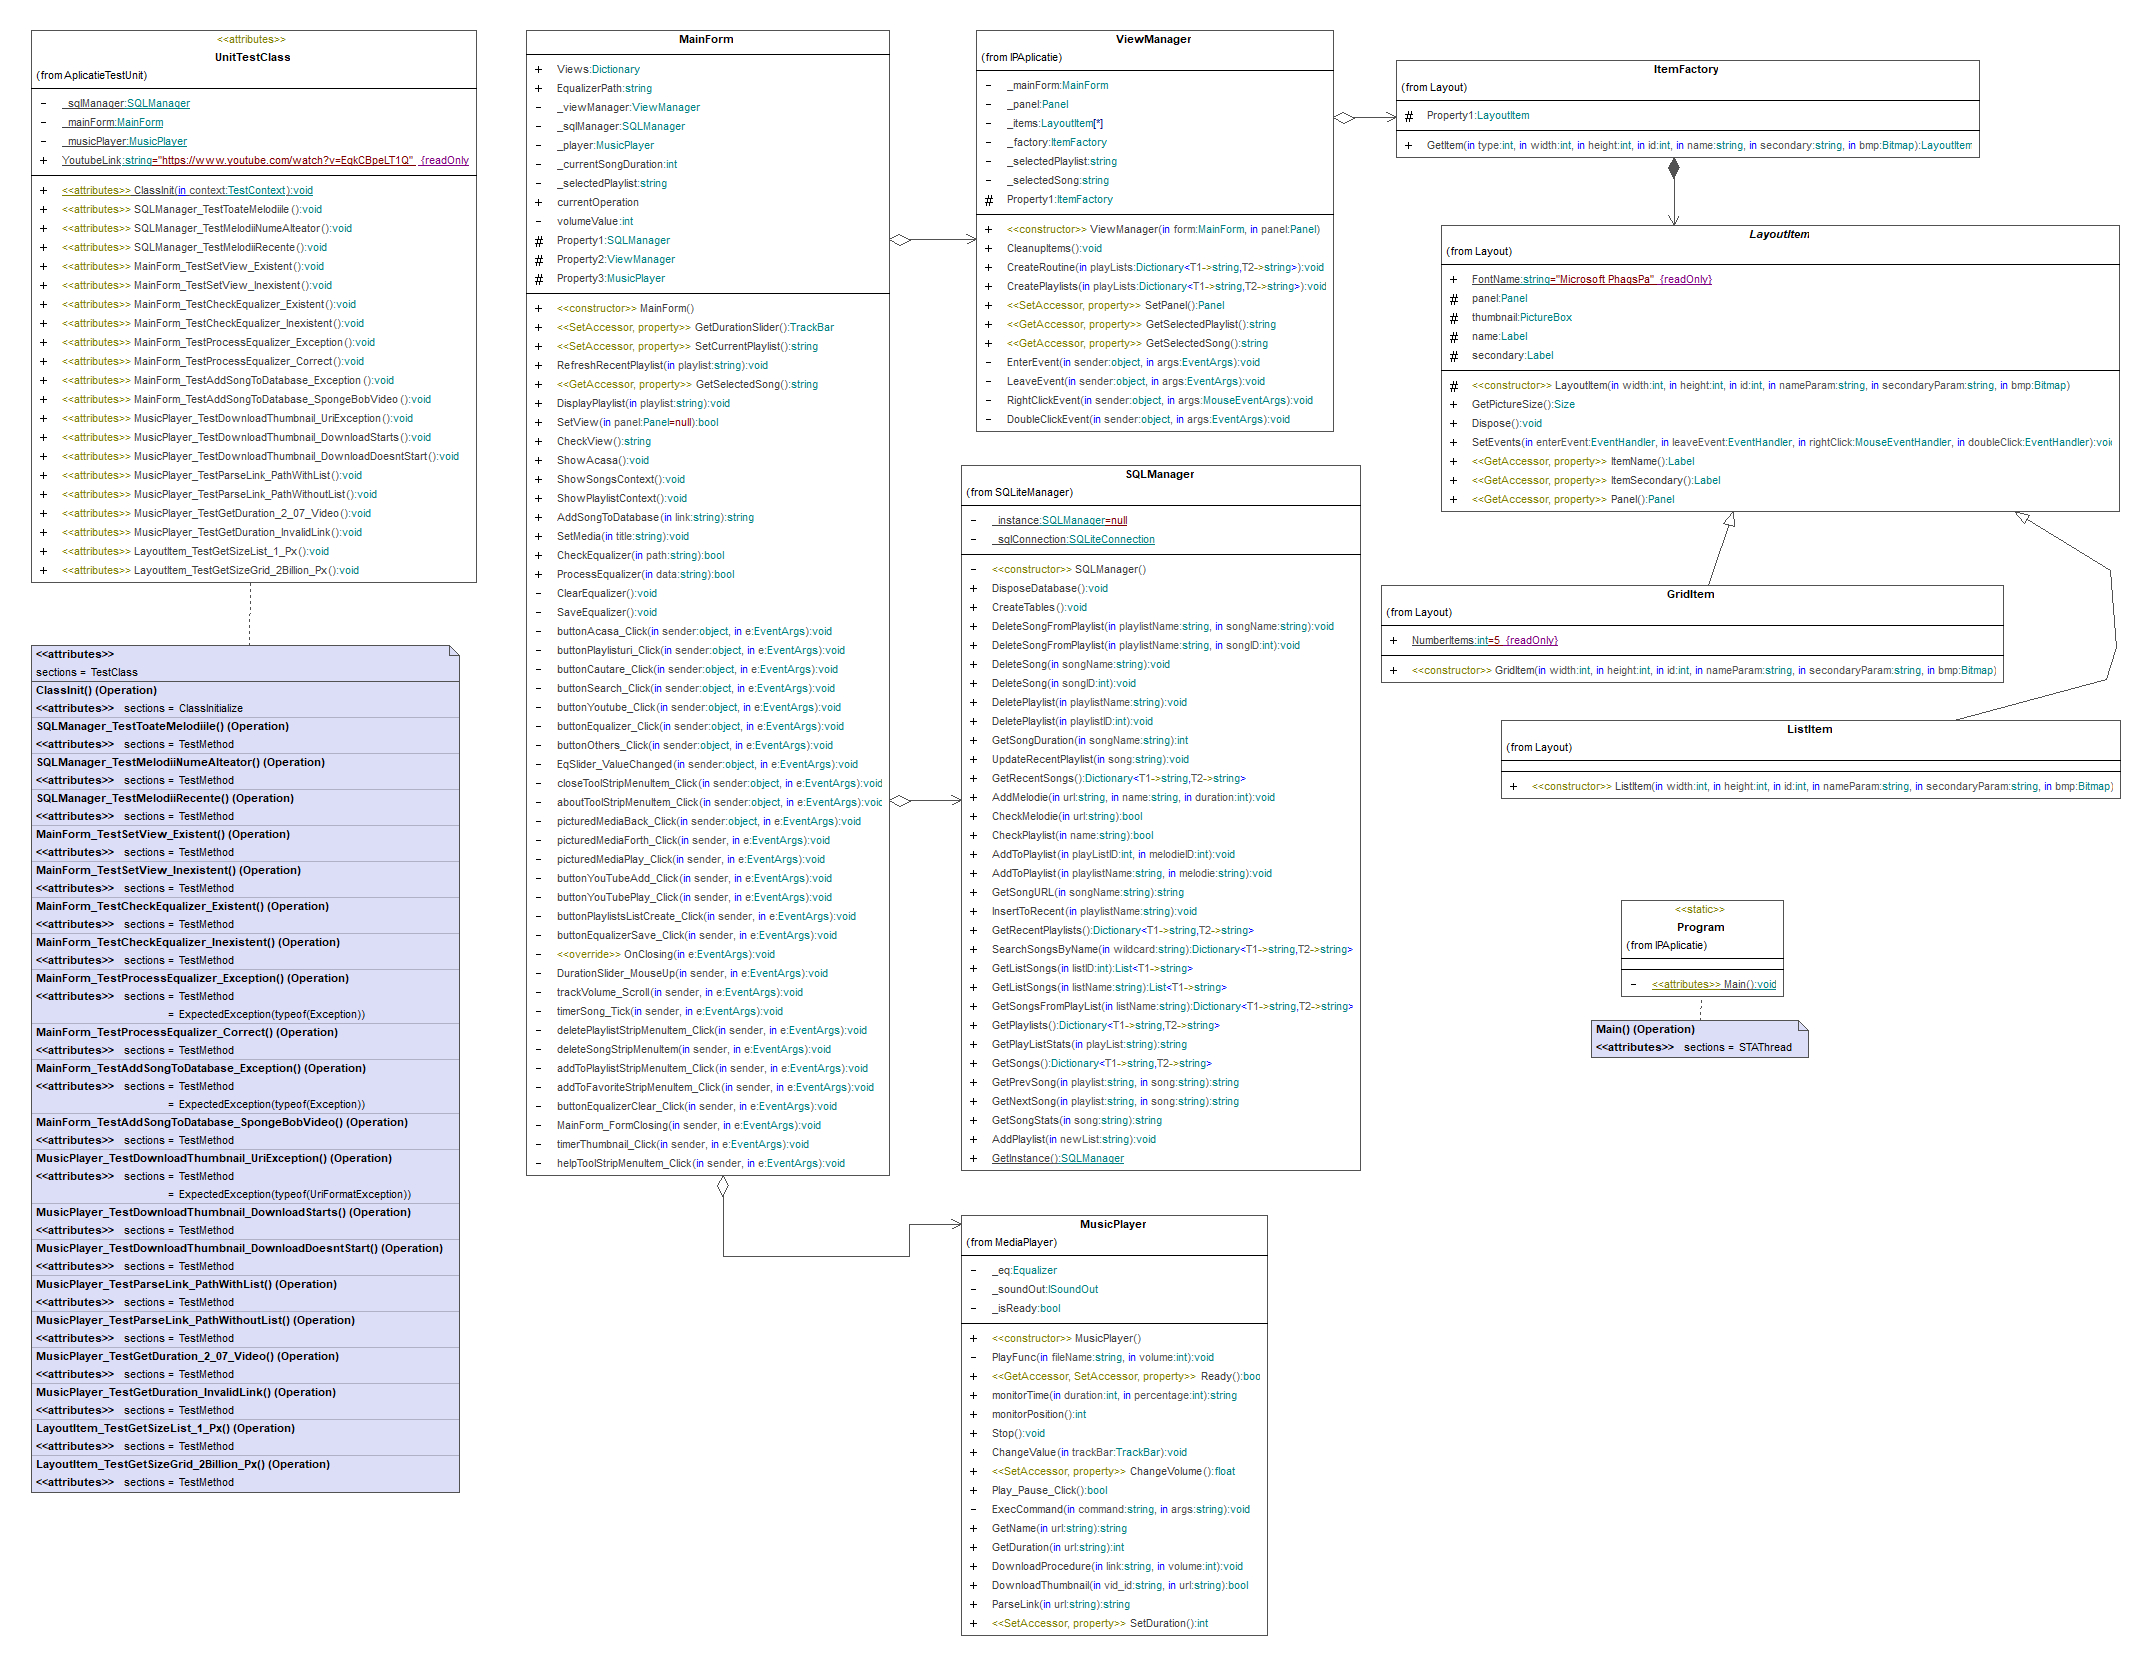 <<attributes>>
UnitTestClass
(from AplicatieTestUnit)
- _sqlManager:SQLManager
- _mainForm:MainForm
- _musicPlayer:MusicPlayer
+ YoutubeLink:string="https://www.youtube.com/watch?v=EqkCBpeLT1Q" {readOnly
+ <<attributes>> ClassInit(in context:TestContext):void
+ <<attributes>> SQLManager_TestToateMelodiile():void
+ <<attributes>> SQLManager_TestMelodiiNumeAlteator():void
+ <<attributes>> SQLManager_TestMelodiiRecente():void
+ <<attributes>> MainForm_TestSetView_Existent():void
+ <<attributes>> MainForm_TestSetView_Inexistent():void
+ <<attributes>> MainForm_TestCheckEqualizer_Existent():void
+ <<attributes>> MainForm_TestCheckEqualizer_Inexistent():void
+ <<attributes>> MainForm_TestProcessEqualizer_Exception():void
+ <<attributes>> MainForm_TestProcessEqualizer_Correct():void
+ <<attributes>> MainForm_TestAddSongToDatabase_Exception():void
+ <<attributes>> MainForm_TestAddSongToDatabase_SpongeBobVideo():void
+ <<attributes>> MusicPlayer_TestDownloadThumbnail_UriException():void
+ <<attributes>> MusicPlayer_TestDownloadThumbnail_DownloadStarts():void
+ <<attributes>> MusicPlayer_TestDownloadThumbnail_DownloadDoesntStart():void
+ <<attributes>> MusicPlayer_TestParseLink_PathWithList():void
+ <<attributes>> MusicPlayer_TestParseLink_PathWithoutList():void
+ <<attributes>> MusicPlayer_TestGetDuration_2_07_Video():void
+ <<attributes>> MusicPlayer_TestGetDuration_InvalidLink():void
+ <<attributes>> LayoutItem_TestGetSizeList_1_Px():void
+ <<attributes>> LayoutItem_TestGetSizeGrid_2Billion_Px():void
<<attributes>>
sections = TestClass
ClassInit() (Operation)
<<attributes>> sections = ClassInitialize
SQLManager_TestToateMelodiile() (Operation)
<<attributes>> sections = TestMethod
SQLManager_TestMelodiiNumeAlteator() (Operation)
<<attributes>> sections = TestMethod
SQLManager_TestMelodiiRecente() (Operation)
<<attributes>> sections = TestMethod
MainForm_TestSetView_Existent() (Operation)
<<attributes>> sections = TestMethod
MainForm_TestSetView_Inexistent() (Operation)
<<attributes>> sections = TestMethod
MainForm_TestCheckEqualizer_Existent() (Operation)
<<attributes>> sections = TestMethod
MainForm_TestCheckEqualizer_Inexistent() (Operation)
<<attributes>> sections = TestMethod
MainForm_TestProcessEqualizer_Exception() (Operation)
<<attributes>> sections = TestMethod
= ExpectedException(typeof(Exception))
MainForm_TestProcessEqualizer_Correct() (Operation)
<<attributes>> sections = TestMethod
MainForm_TestAddSongToDatabase_Exception() (Operation)
<<attributes>> sections = TestMethod
= ExpectedException(typeof(Exception))
MainForm_TestAddSongToDatabase_SpongeBobVideo() (Operation)
<<attributes>> sections = TestMethod
MusicPlayer_TestDownloadThumbnail_UriException() (Operation)
<<attributes>> sections = TestMethod
= ExpectedException(typeof(UriFormatException))
MusicPlayer_TestDownloadThumbnail_DownloadStarts() (Operation)
<<attributes>> sections = TestMethod
MusicPlayer_TestDownloadThumbnail_DownloadDoesntStart() (Operation)
<<attributes>> sections = TestMethod
MusicPlayer_TestParseLink_PathWithList() (Operation)
<<attributes>> sections = TestMethod
MusicPlayer_TestParseLink_PathWithoutList() (Operation)
<<attributes>> sections = TestMethod
MusicPlayer_TestGetDuration_2_07_Video() (Operation)
<<attributes>> sections = TestMethod
MusicPlayer_TestGetDuration_InvalidLink() (Operation)
<<attributes>> sections = TestMethod
LayoutItem_TestGetSizeList_1_Px() (Operation)
<<attributes>> sections = TestMethod
LayoutItem_TestGetSizeGrid_2Billion_Px() (Operation)
<<attributes>> sections = TestMethod
MainForm
+ Views:Dictionary
+ EqualizerPath:string
- _viewManager:ViewManager
- _sqlManager:SQLManager
- _player:MusicPlayer
- _currentSongDuration:int
- _selectedPlaylist:string
+ currentOperation
- volumeValue:int
# Property1:SQLManager
# Property2:ViewManager
# Property3:MusicPlayer
+ <<constructor>> MainForm()
+ <<SetAccessor, property>> GetDurationSlider():TrackBar
+ <<SetAccessor, property>> SetCurrentPlaylist():string
+ RefreshRecentPlaylist(in playlist:string):void
+ <<GetAccessor, property>> GetSelectedSong():string
+ DisplayPlaylist(in playlist:string):void
+ SetView(in panel:Panel=null):bool
+ CheckView():string
+ ShowAcasa():void
+ ShowSongsContext():void
+ ShowPlaylistContext():void
+ AddSongToDatabase(in link:string):string
+ SetMedia(in title:string):void
+ CheckEqualizer(in path:string):bool
+ ProcessEqualizer(in data:string):bool
- ClearEqualizer():void
- SaveEqualizer():void
- buttonAcasa_Click(in sender:object, in e:EventArgs):void
- buttonPlaylisturi_Click(in sender:object, in e:EventArgs):void
- buttonCautare_Click(in sender:object, in e:EventArgs):void
- buttonSearch_Click(in sender:object, in e:EventArgs):void
- buttonYoutube_Click(in sender:object, in e:EventArgs):void
- buttonEqualizer_Click(in sender:object, in e:EventArgs):void
- buttonOthers_Click(in sender:object, in e:EventArgs):void
- EqSlider_ValueChanged(in sender:object, in e:EventArgs):void
- closeToolStripMenuItem_Click(in sender:object, in e:EventArgs):void
- aboutToolStripMenuItem_Click(in sender:object, in e:EventArgs):voic
- picturedMediaBack_Click(in sender:object, in e:EventArgs):void
- picturedMediaForth_Click(in sender, in e:EventArgs):void
- picturedMediaPlay_Click(in sender, in e:EventArgs):void
- buttonYouTubeAdd_Click(in sender, in e:EventArgs):void
- buttonYouTubePlay_Click(in sender, in e:EventArgs):void
- buttonPlaylistsListCreate_Click(in sender, in e:EventArgs):void
- buttonEqualizerSave_Click(in sender, in e:EventArgs):void
- <<override>> OnClosing(in e:EventArgs):void
- DurationSlider_MouseUp(in sender, in e:EventArgs):void
- trackVolume_Scroll(in sender, in e:EventArgs):void
- timerSong_Tick(in sender, in e:EventArgs):void
- deletePlaylistStripMenuItem_Click(in sender, in e:EventArgs):void
- deleteSongStripMenuItem(in sender, in e:EventArgs):void
- addToPlaylistStripMenuItem_Click(in sender, in e:EventArgs):void
- addToFavoriteStripMenuItem_Click(in sender, in e:EventArgs):void
- buttonEqualizerClear_Click(in sender, in e:EventArgs):void
- MainForm_FormClosing(in sender, in e:EventArgs):void
- timerThumbnail_Click(in sender, in e:EventArgs):void
- helpToolStripMenuItem_Click(in sender, in e:EventArgs):void
ViewManager
(from IPAplicatie)
- _mainForm:MainForm
- _panel:Panel
- _items:LayoutItem[*]
- _factory:ItemFactory
- _selectedPlaylist:string
- _selectedSong:string
# Property1:ItemFactory
+ <<constructor>> ViewManager(in form:MainForm, in panel:Panel)
+ CleanupItems():void
+ CreateRoutine(in playLists:Dictionary<T1->string,T2->string>):void
+ CreatePlaylists(in playLists:Dictionary<T1->string,T2->string>):void
+ <<SetAccessor, property>> SetPanel():Panel
+ <<GetAccessor, property>> GetSelectedPlaylist():string
+ <<GetAccessor, property>> GetSelectedSong():string
- EnterEvent(in sender:object, in args:EventArgs):void
- LeaveEvent(in sender:object, in args:EventArgs):void
- RightClickEvent(in sender:object, in args:MouseEventArgs):void
- DoubleClickEvent(in sender:object, in args:EventArgs):void
SQLManager
(from SQLiteManager)
- _instance:SQLManager=null
- _sqlConnection:SQLiteConnection
- <<constructor>> SQLManager()
+ DisposeDatabase():void
+ CreateTables():void
+ DeleteSongFromPlaylist(in playlistName:string, in songName:string):void
+ DeleteSongFromPlaylist(in playlistName:string, in songID:int):void
+ DeleteSong(in songName:string):void
+ DeleteSong(in songID:int):void
+ DeletePlaylist(in playlistName:string):void
+ DeletePlaylist(in playlistID:int):void
+ GetSongDuration(in songName:string):int
+ UpdateRecentPlaylist(in song:string):void
+ GetRecentSongs():Dictionary<T1->string,T2->string>
+ AddMelodie(in url:string, in name:string, in duration:int):void
+ CheckMelodie(in url:string):bool
+ CheckPlaylist(in name:string):bool
+ AddToPlaylist(in playListID:int, in melodieID:int):void
+ AddToPlaylist(in playlistName:string, in melodie:string):void
+ GetSongURL(in songName:string):string
+ InsertToRecent(in playlistName:string):void
+ GetRecentPlaylists():Dictionary<T1->string,T2->string>
+ SearchSongsByName(in wildcard:string):Dictionary<T1->string,T2->string>
+ GetListSongs(in listID:int):List<T1->string>
+ GetListSongs(in listName:string):List<T1->string>
+ GetSongsFromPlayList(in listName:string):Dictionary<T1->string,T2->string>
+ GetPlaylists():Dictionary<T1->string,T2->string>
+ GetPlayListStats(in playList:string):string
+ GetSongs():Dictionary<T1->string,T2->string>
+ GetPrevSong(in playlist:string, in song:string):string
+ GetNextSong(in playlist:string, in song:string):string
+ GetSongStats(in song:string):string
+ AddPlaylist(in newList:string):void
+ GetInstance():SQLManager
MusicPlayer
(from MediaPlayer)
- _eq:Equalizer
- _soundOut:ISoundOut
- _isReady:bool
+ <<constructor>> MusicPlayer()
- PlayFunc(in fileName:string, in volume:int):void
+ <<GetAccessor, SetAccessor, property>> Ready():boo
+ monitorTime(in duration:int, in percentage:int):string
+ monitorPosition():int
+ Stop():void
+ ChangeValue(in trackBar:TrackBar):void
+ <<SetAccessor, property>> ChangeVolume():float
+ Play_Pause_Click():bool
- ExecCommand(in command:string, in args:string):void
+ GetName(in url:string):string
+ GetDuration(in url:string):int
+ DownloadProcedure(in link:string, in volume:int):void
+ DownloadThumbnail(in vid_id:string, in url:string):bool
+ ParseLink(in url:string):string
+ <<SetAccessor, property>> SetDuration():int
ItemFactory
(from Layout)
# Property1:LayoutItem
+ GetItem(in type:int, in width:int, in height:int, in id:int, in name:string, in secondary:string, in bmp:Bitmap):LayoutItem
LayoutItem
(from Layout)
+ FontName:string="Microsoft PhagsPa" {readOnly}
# panel:Panel
# thumbnail:PictureBox
# name:Label
# secondary:Label
# <<constructor>> LayoutItem(in width:int, in height:int, in id:int, in nameParam:string, in secondaryParam:string, in bmp:Bitmap)
+ GetPictureSize():Size
+ Dispose():void
+ SetEvents(in enterEvent:EventHandler, in leaveEvent:EventHandler, in rightClick:MouseEventHandler, in doubleClick:EventHandler):voi
+ <<GetAccessor, property>> ItemName():Label
+ <<GetAccessor, property>> ItemSecondary():Label
+ <<GetAccessor, property>> Panel():Panel
GridItem
(from Layout)
+ NumberItems:int=5 {readOnly}
+ <<constructor>> GridItem(in width:int, in height:int, in id:int, in nameParam:string, in secondaryParam:string, in bmp:Bitmap)
ListItem
(from Layout)
+ <<constructor>> ListItem(in width:int, in height:int, in id:int, in nameParam:string, in secondaryParam:string, in bmp:Bitmap)
<<static>>
Program
(from IPAplicatie)
- <<attributes>> Main():void
Main() (Operation)
<<attributes>> sections = STAThread